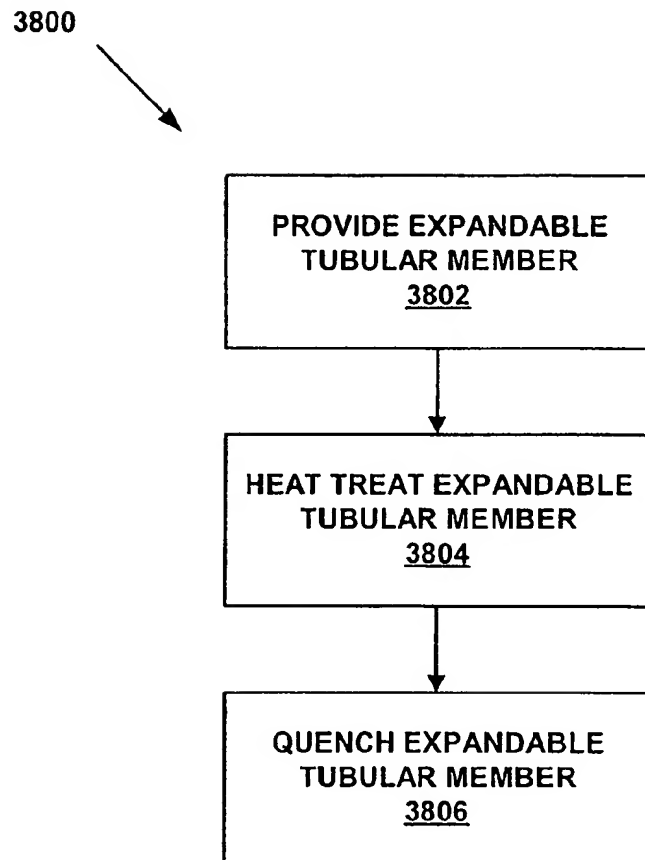 3800
PROVIDE EXPANDABLE
TUBULAR MEMBER
3802
HEAT TREAT EXPANDABLE
TUBULAR MEMBER
3804
QUENCH EXPANDABLE
TUBULAR MEMBER
3806